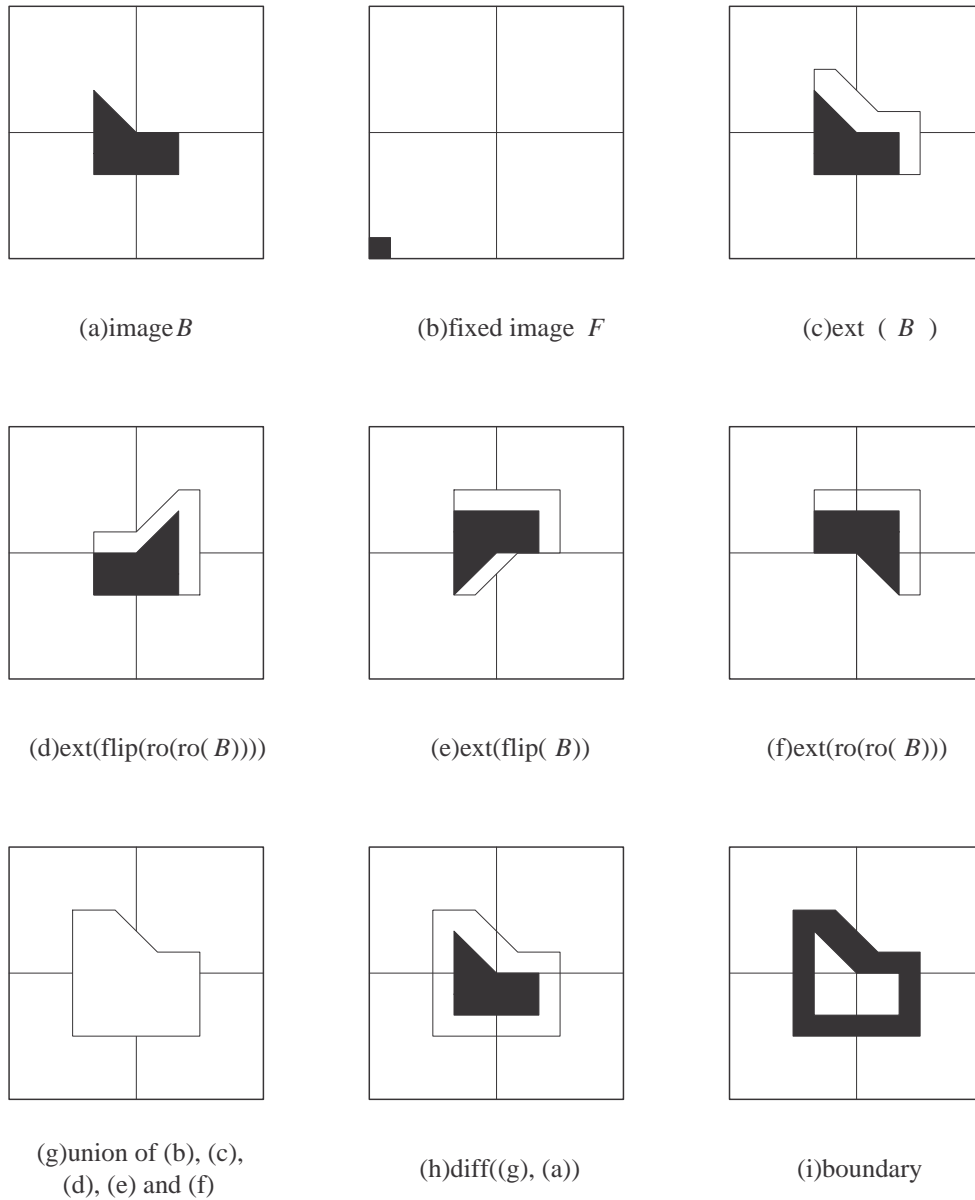 (a)image B
(b)fixed image F
(c)ext ( B )
(d)ext(flip(ro(ro( B))))
(e)ext(flip( B))
(f)ext(ro(ro( B)))
(g)union of (b), (c),
(d), (e) and (f)
(h)diff((g), (a))
(i)boundary